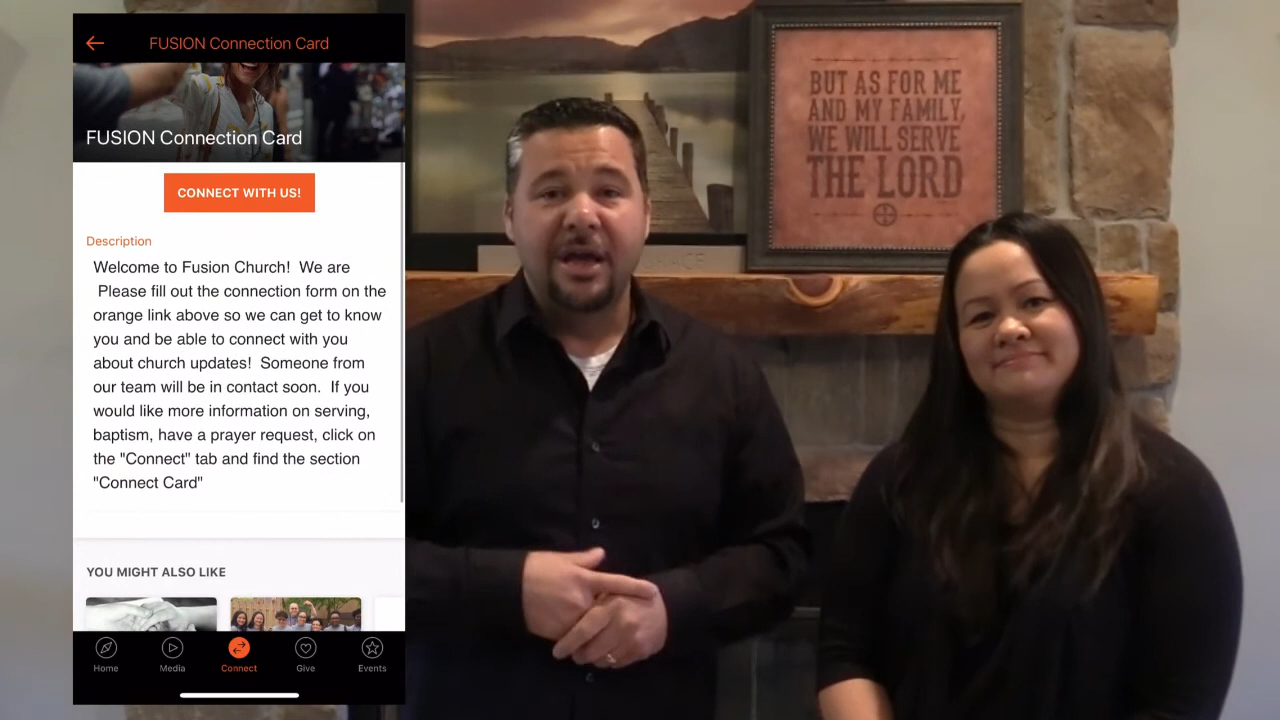 FUSION Connection Card
FUSION Connection Card
CONNECT WITH US!
Description
Welcome to Fusion Church!  We are
Please fill out the connection form on the
orange link above so we can get to know
you and be able to connect with you
about church updates!  Someone from
our team will be in contact soon.  If you
would like more information on serving,
baptism, have a prayer request, click on
the "Connect" tab and find the section
"Connect Card"
YOU MIGHT ALSO LIKE
Home
Media
Connect
Give
Events
BUT AS FOR ME
AND MY FAMILY,
WE WILL SERVE
THE LORD